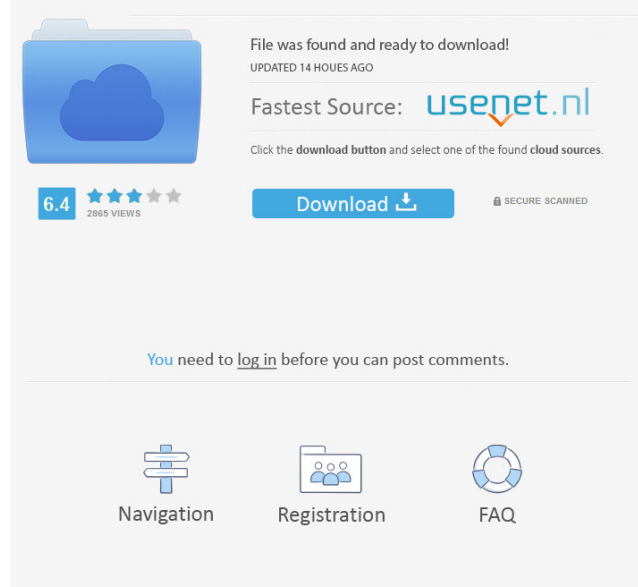 File was found and ready to download!
UPDATED 14 HOUES AGO
Fastest Source: usenet.nl
Click the download button and select one of the found cloud sources.
6.4
2865 VIEWS
Download
SECURE SCANNED
You need to log in before you can post comments.
Navigation
Registration
FAQ